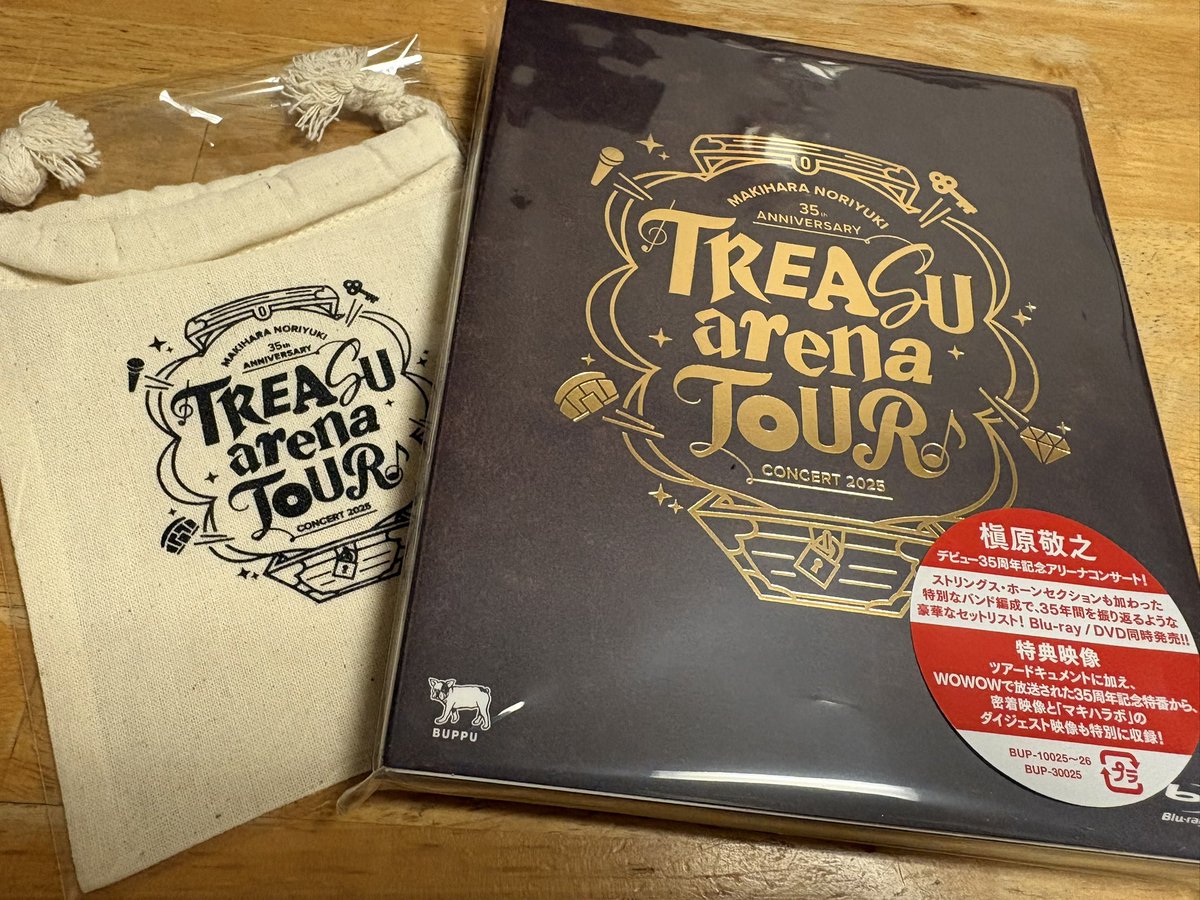 MAKIHARA NORIYUKI
35th
ANNIVERSARY
TREASU
arena
TOUR
CONCERT 2025
MAKIHARA NORIYUKI
35th
ANNIVERSARY
TREASU
arena
TOUR
CONCERT 2025
BUPPU
槇原敬之
デビュー35周年記念アリーナコンサート!
ストリングス・ホーンセクションも加わった
特別なバンド編成で、35年間を振り返るような
豪華なセットリスト! Blu-ray / DVD同時発売!!
特典映像
ツアードキュメントに加え、
WOWOWで放送された35周年記念特番から、
密着映像と「マキハラボ」の
ダイジェスト映像も特別に収録!
BUP-10025〜26
BUP-30025
プラ